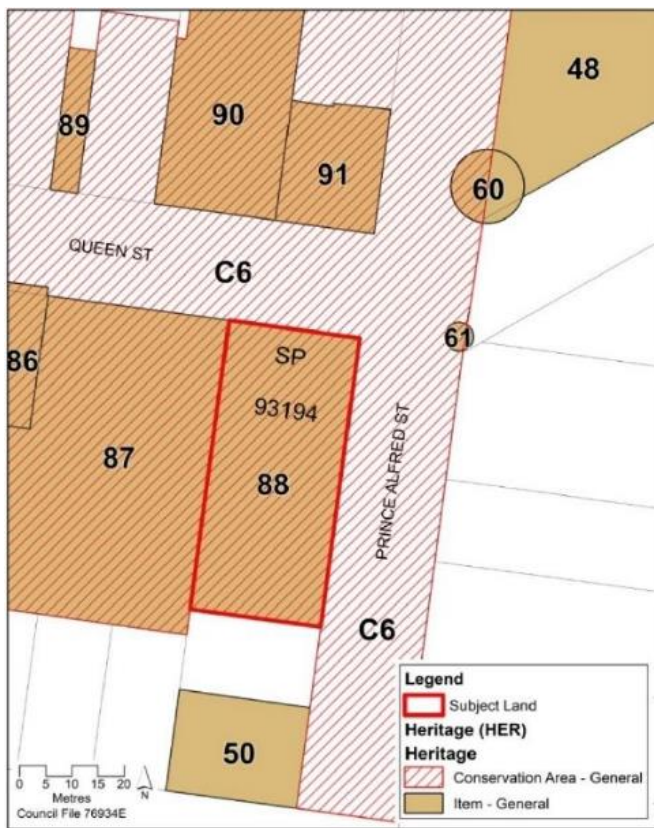 48
89
90
91
60
QUEEN ST
C6
61
86
SP
93194
87
88
PRINCE ALFRED ST
C6
50
Legend
Subject Land
Heritage (HER)
Heritage
Conservation Area - General
Item - General
0 5 10 15 20
Metres
N
Council File 76934E